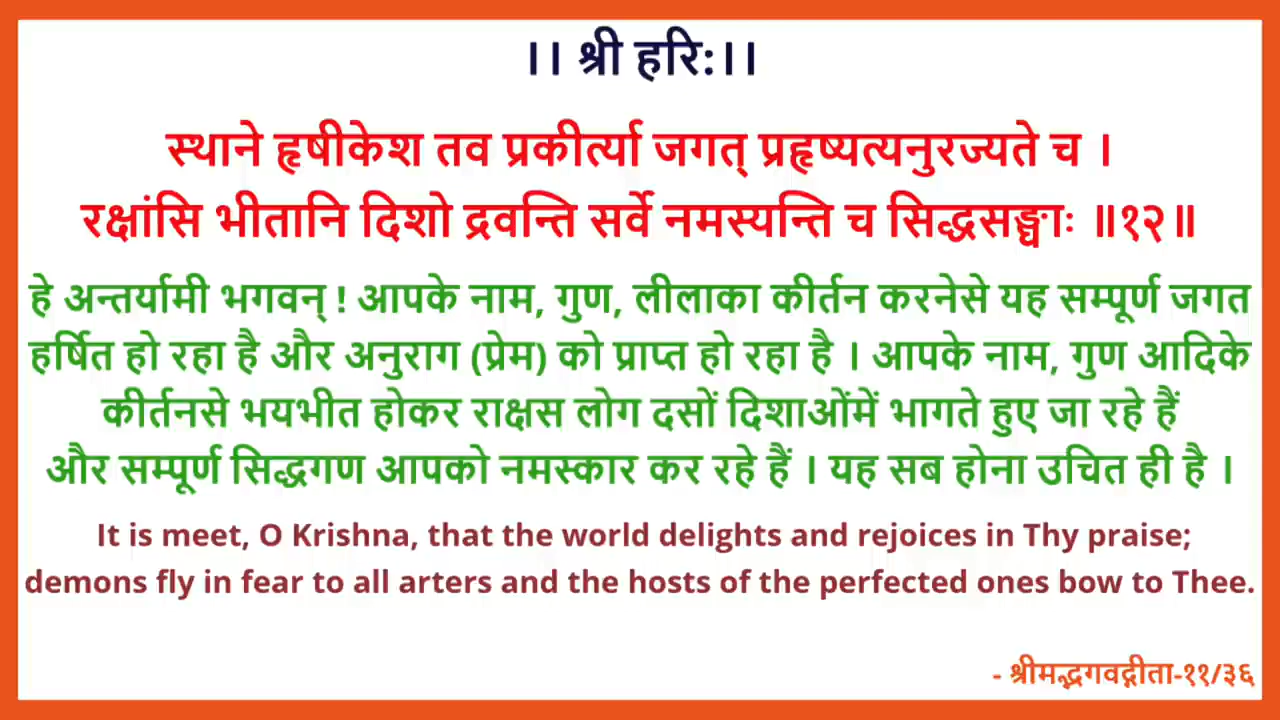 ।। श्री हरि:।।
स्थाने हृषीकेश तव प्रकीर्त्या जगत् प्रहृष्यत्यनुरज्यते च ।
रक्षांसि भीतानि दिशो द्रवन्ति सर्वे नमस्यन्ति च सिद्धसङ्घाः ॥१२॥
हे अन्तर्यामी भगवन् ! आपके नाम, गुण, लीलाका कीर्तन करनेसे यह सम्पूर्ण जगत
हर्षित हो रहा है और अनुराग (प्रेम) को प्राप्त हो रहा है । आपके नाम, गुण आदिके
कीर्तनसे भयभीत होकर राक्षस लोग दसों दिशाओंमें भागते हुए जा रहे हैं
और सम्पूर्ण सिद्धगण आपको नमस्कार कर रहे हैं । यह सब होना उचित ही है ।
It is meet, O Krishna, that the world delights and rejoices in Thy praise;
demons fly in fear to all arters and the hosts of the perfected ones bow to Thee.
- श्रीमद्भगवद्गीता-११/३६